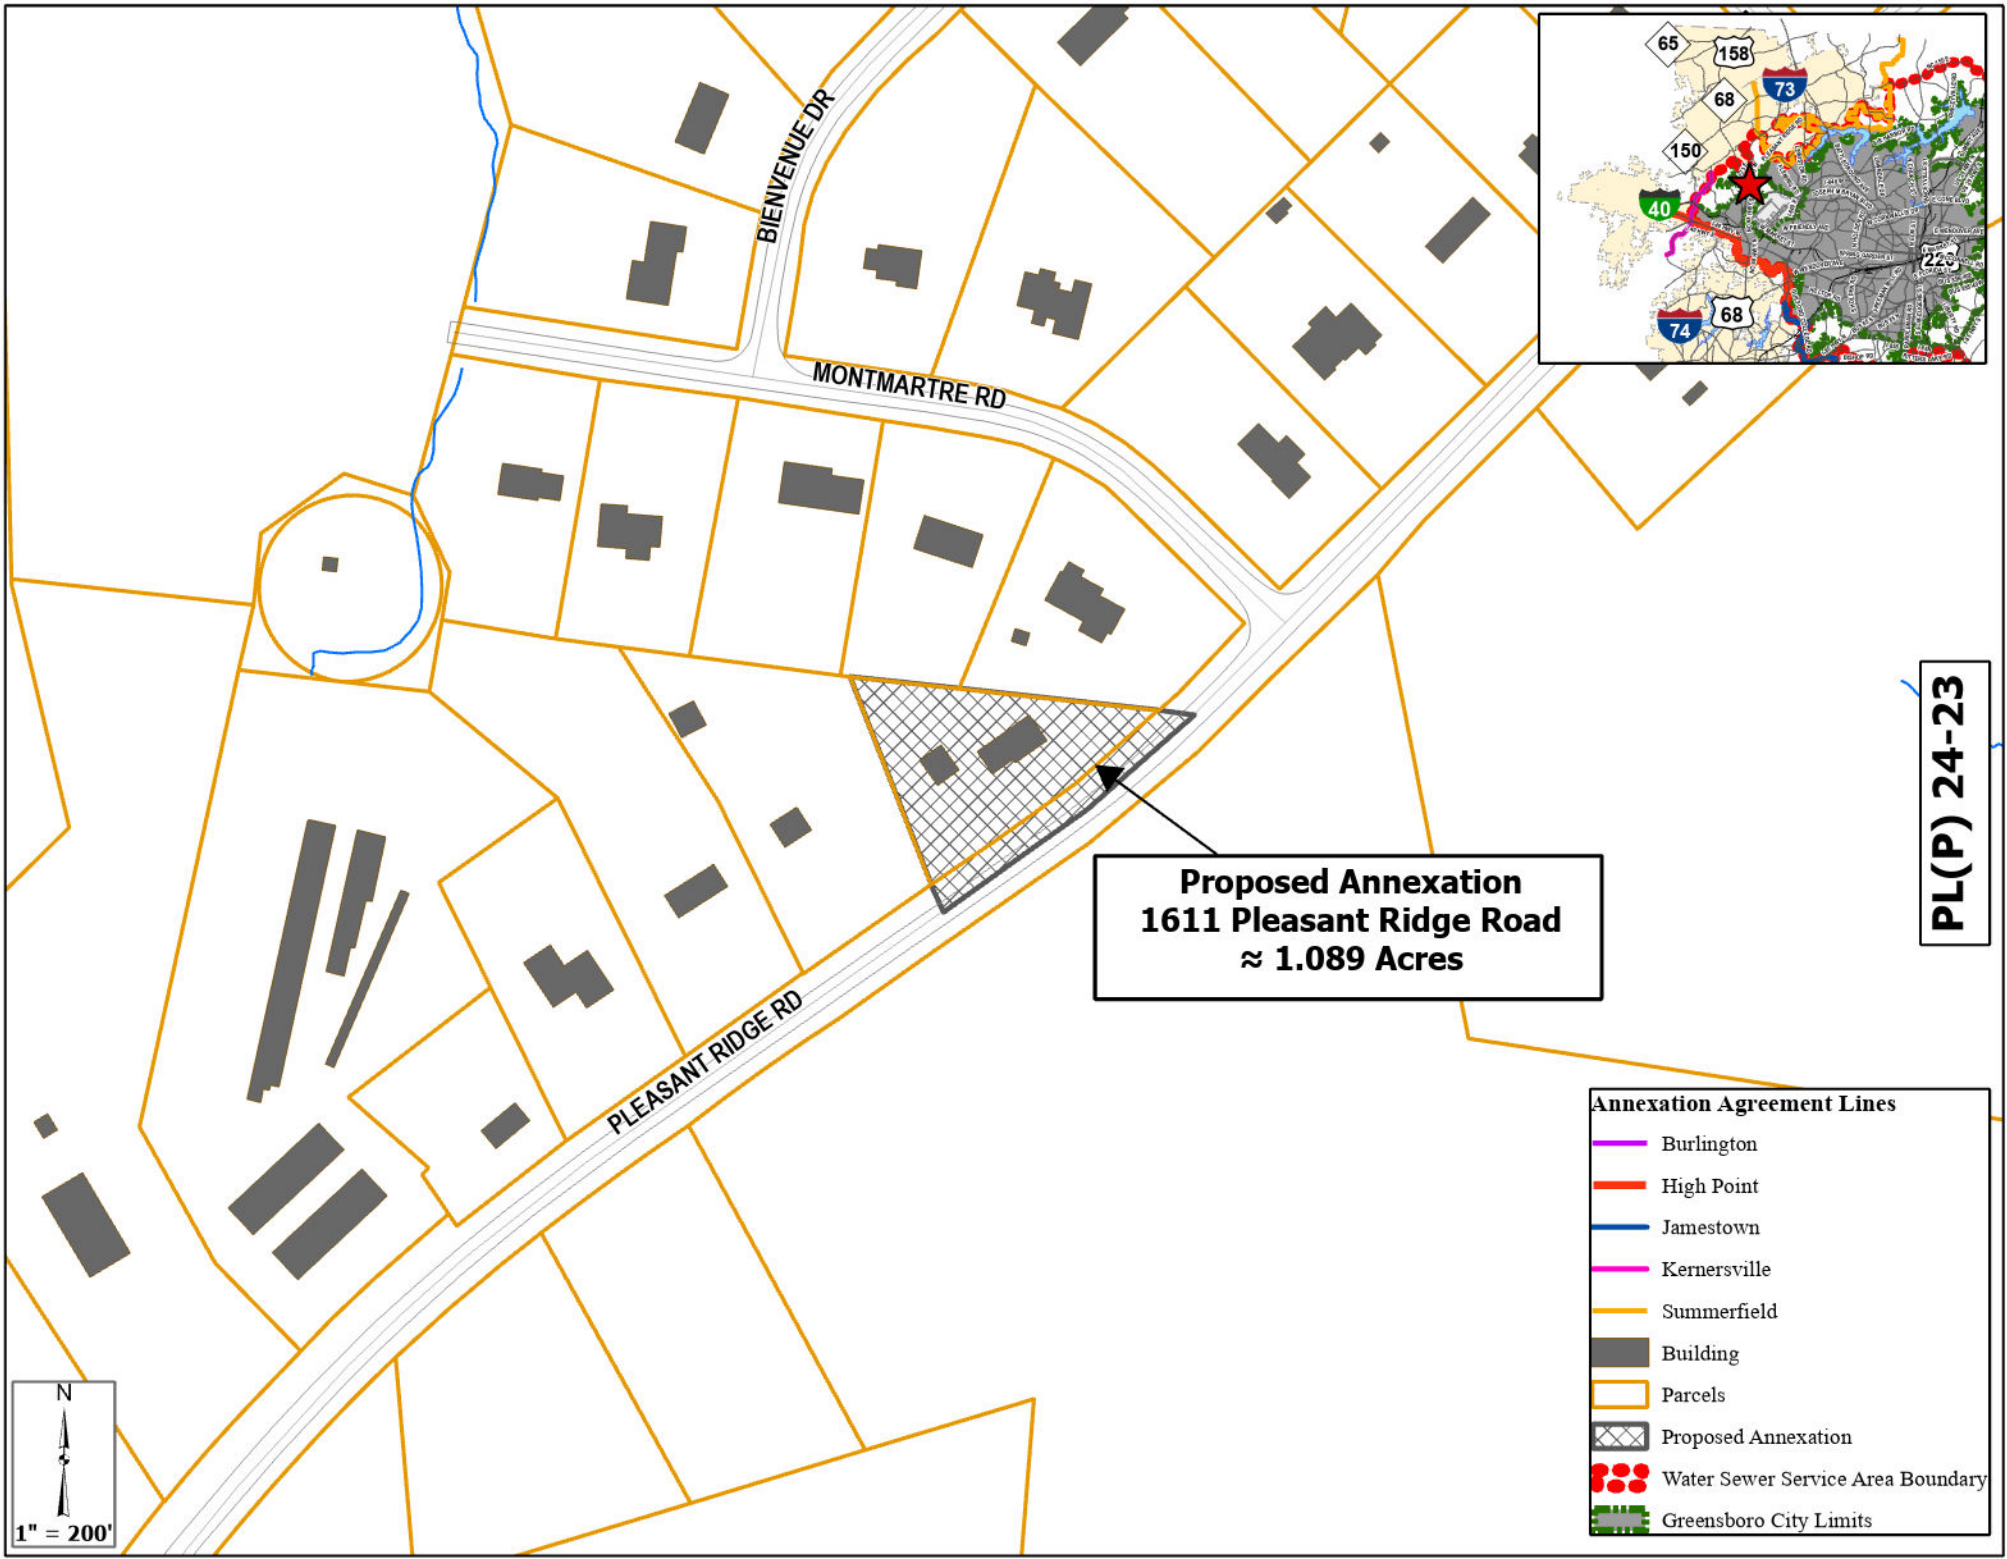 BIENVENUE DR
MONTMARTRE RD
PLEASANT RIDGE RD
Proposed Annexation
1611 Pleasant Ridge Road
≈ 1.089 Acres
65
158
68
73
150
40
74
68
PL(P) 24-23
Annexation Agreement Lines
Burlington
High Point
Jamestown
Kernersville
Summerfield
Building
Parcels
Proposed Annexation
Water Sewer Service Area Boundary
Greensboro City Limits
N
1" = 200'